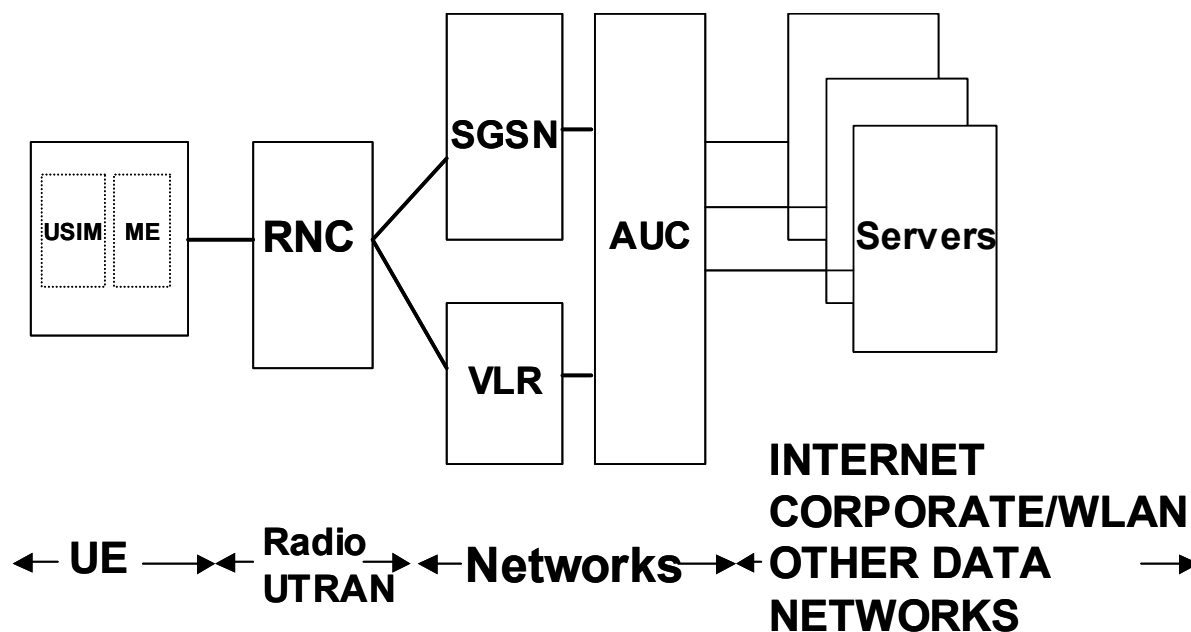 USIM
ME
RNC
SGSN
VLR
AUC
Servers
UE
Radio
UTRAN
Networks
INTERNET
CORPORATE/WLAN
OTHER DATA
NETWORKS